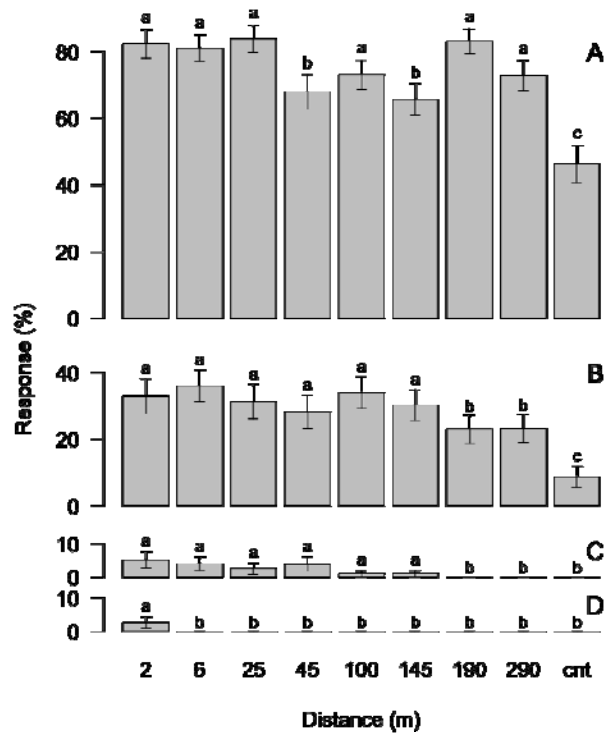 a a a b a b a a c A
80
60
40
20
0
Response (%)
a a a a a a b b c B
40
20
0
a a a a a a b b b C
10
0
a b b b b b b b b D
10
0
2 6 25 45 100 145 190 290 cnt
Distance (m)